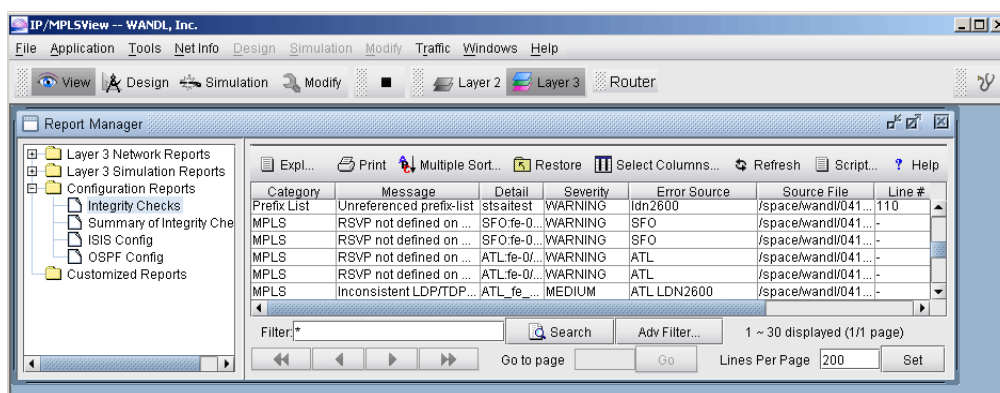 IP/MPLSView -- WANDL, Inc.
File Application Tools Net Info Design Simulation Modify Traffic Windows Help
View Design Simulation Modify Layer 2 Layer 3 Router
Report Manager
Layer 3 Network Reports
Layer 3 Simulation Reports
Configuration Reports
Integrity Checks
Summary of Integrity Che
ISIS Config
OSPF Config
Customized Reports
Expl... Print Multiple Sort... Restore Select Columns... Refresh Script... ? Help
Category Message Detail Severity Error Source Source File Line #
Prefix List Unreferenced prefix-list stsaitest WARNING ldn2600 /space/wandl/041... 110
MPLS RSVP not defined on ... SFO:fe-0... WARNING SFO /space/wandl/041... -
MPLS RSVP not defined on ... SFO:fe-0... WARNING SFO /space/wandl/041... -
MPLS RSVP not defined on ... ATL:fe-0/... WARNING ATL /space/wandl/041... -
MPLS RSVP not defined on ... ATL:fe-0/... WARNING ATL /space/wandl/041... -
MPLS Inconsistent LDP/TDP... ATL_fe_... MEDIUM ATL LDN2600 /space/wandl/041... -
Filter: * Search Adv Filter... 1 ~ 30 displayed (1/1 page)
Go to page Go Lines Per Page 200 Set